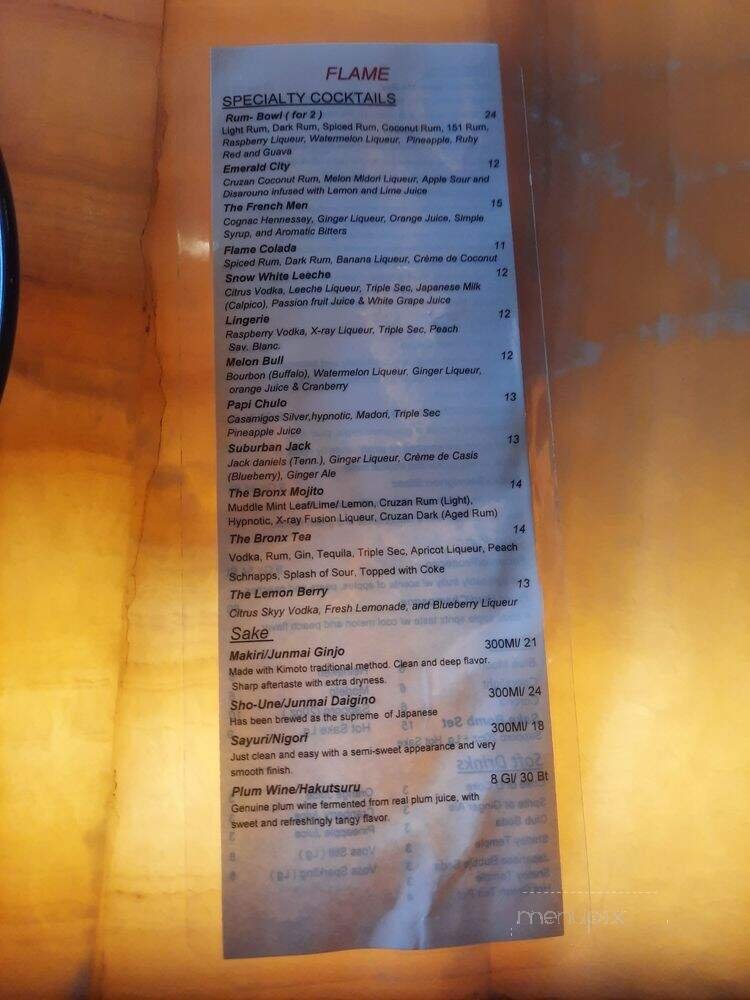 FLAME
SPECIALTY COCKTAILS
Rum- Bowl ( for 2 ) 24
Light Rum, Dark Rum, Spiced Rum, Coconut Rum, 151 Rum,
Raspberry Liqueur, Watermelon Liqueur, Pineapple, Ruby
Red and Guava
Emerald City 12
Cruzan Coconut Rum, Melon Midori Liqueur, Apple Sour and
Disarouno infused with Lemon and Lime Juice
The French Men 15
Cognac Hennessey, Ginger Liqueur, Orange Juice, Simple
Syrup, and Aromatic Bitters
Flame Colada 11
Spiced Rum, Dark Rum, Banana Liqueur, Crème de Coconut
Snow White Leeche 12
Citrus Vodka, Leeche Liqueur, Triple Sec, Japanese Milk
(Calpico), Passion fruit Juice & White Grape Juice
Lingerie 12
Raspberry Vodka, X-ray Liqueur, Triple Sec, Peach
Sav. Blanc.
Melon Bull 12
Bourbon (Buffalo), Watermelon Liqueur, Ginger Liqueur,
orange Juice & Cranberry
Papi Chulo 13
Casamigos Silver,hypnotic, Madori, Triple Sec
Pineapple Juice
Suburban Jack 13
Jack daniels (Tenn.), Ginger Liqueur, Crème de Casis
(Blueberry), Ginger Ale
The Bronx Mojito 14
Muddle Mint Leaf/Lime/ Lemon, Cruzan Rum (Light),
Hypnotic, X-ray Fusion Liqueur, Cruzan Dark (Aged Rum)
The Bronx Tea 14
Vodka, Rum, Gin, Tequila, Triple Sec, Apricot Liqueur, Peach
Schnapps, Splash of Sour, Topped with Coke
The Lemon Berry 13
Citrus Skyy Vodka, Fresh Lemonade, and Blueberry Liqueur
Sake
Makiri/Junmai Ginjo 300Ml/ 21
Made with Kimoto traditional method. Clean and deep flavor.
Sharp aftertaste with extra dryness.
Sho-Une/Junmai Daigino 300Ml/ 24
Has been brewed as the supreme of Japanese
Sayuri/Nigori 300Ml/ 18
Just clean and easy with a semi-sweet appearance and very
smooth finish.
Plum Wine/Hakutsuru 8 Gl/ 30 Bt
Genuine plum wine fermented from real plum juice, with
sweet and refreshingly tangy flavor.
menupix